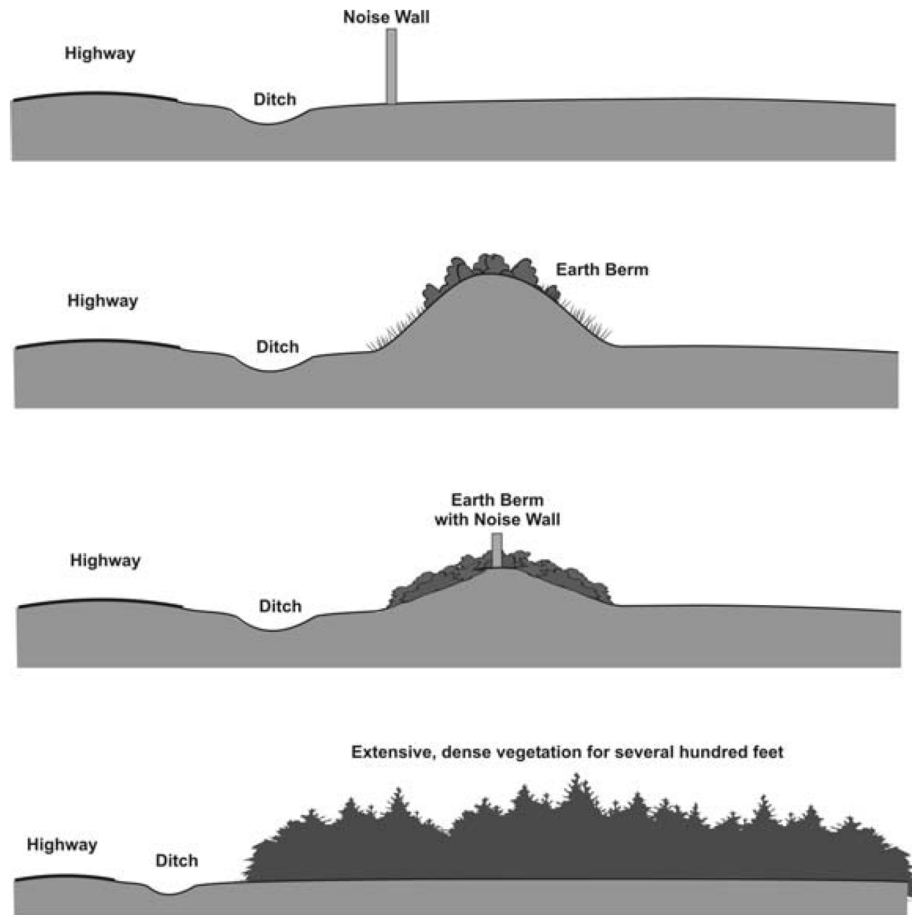 Noise Wall
Highway
Ditch
Earth Berm
Highway
Ditch
Earth Berm
with Noise Wall
Highway
Ditch
Extensive, dense vegetation for several hundred feet
Highway
Ditch